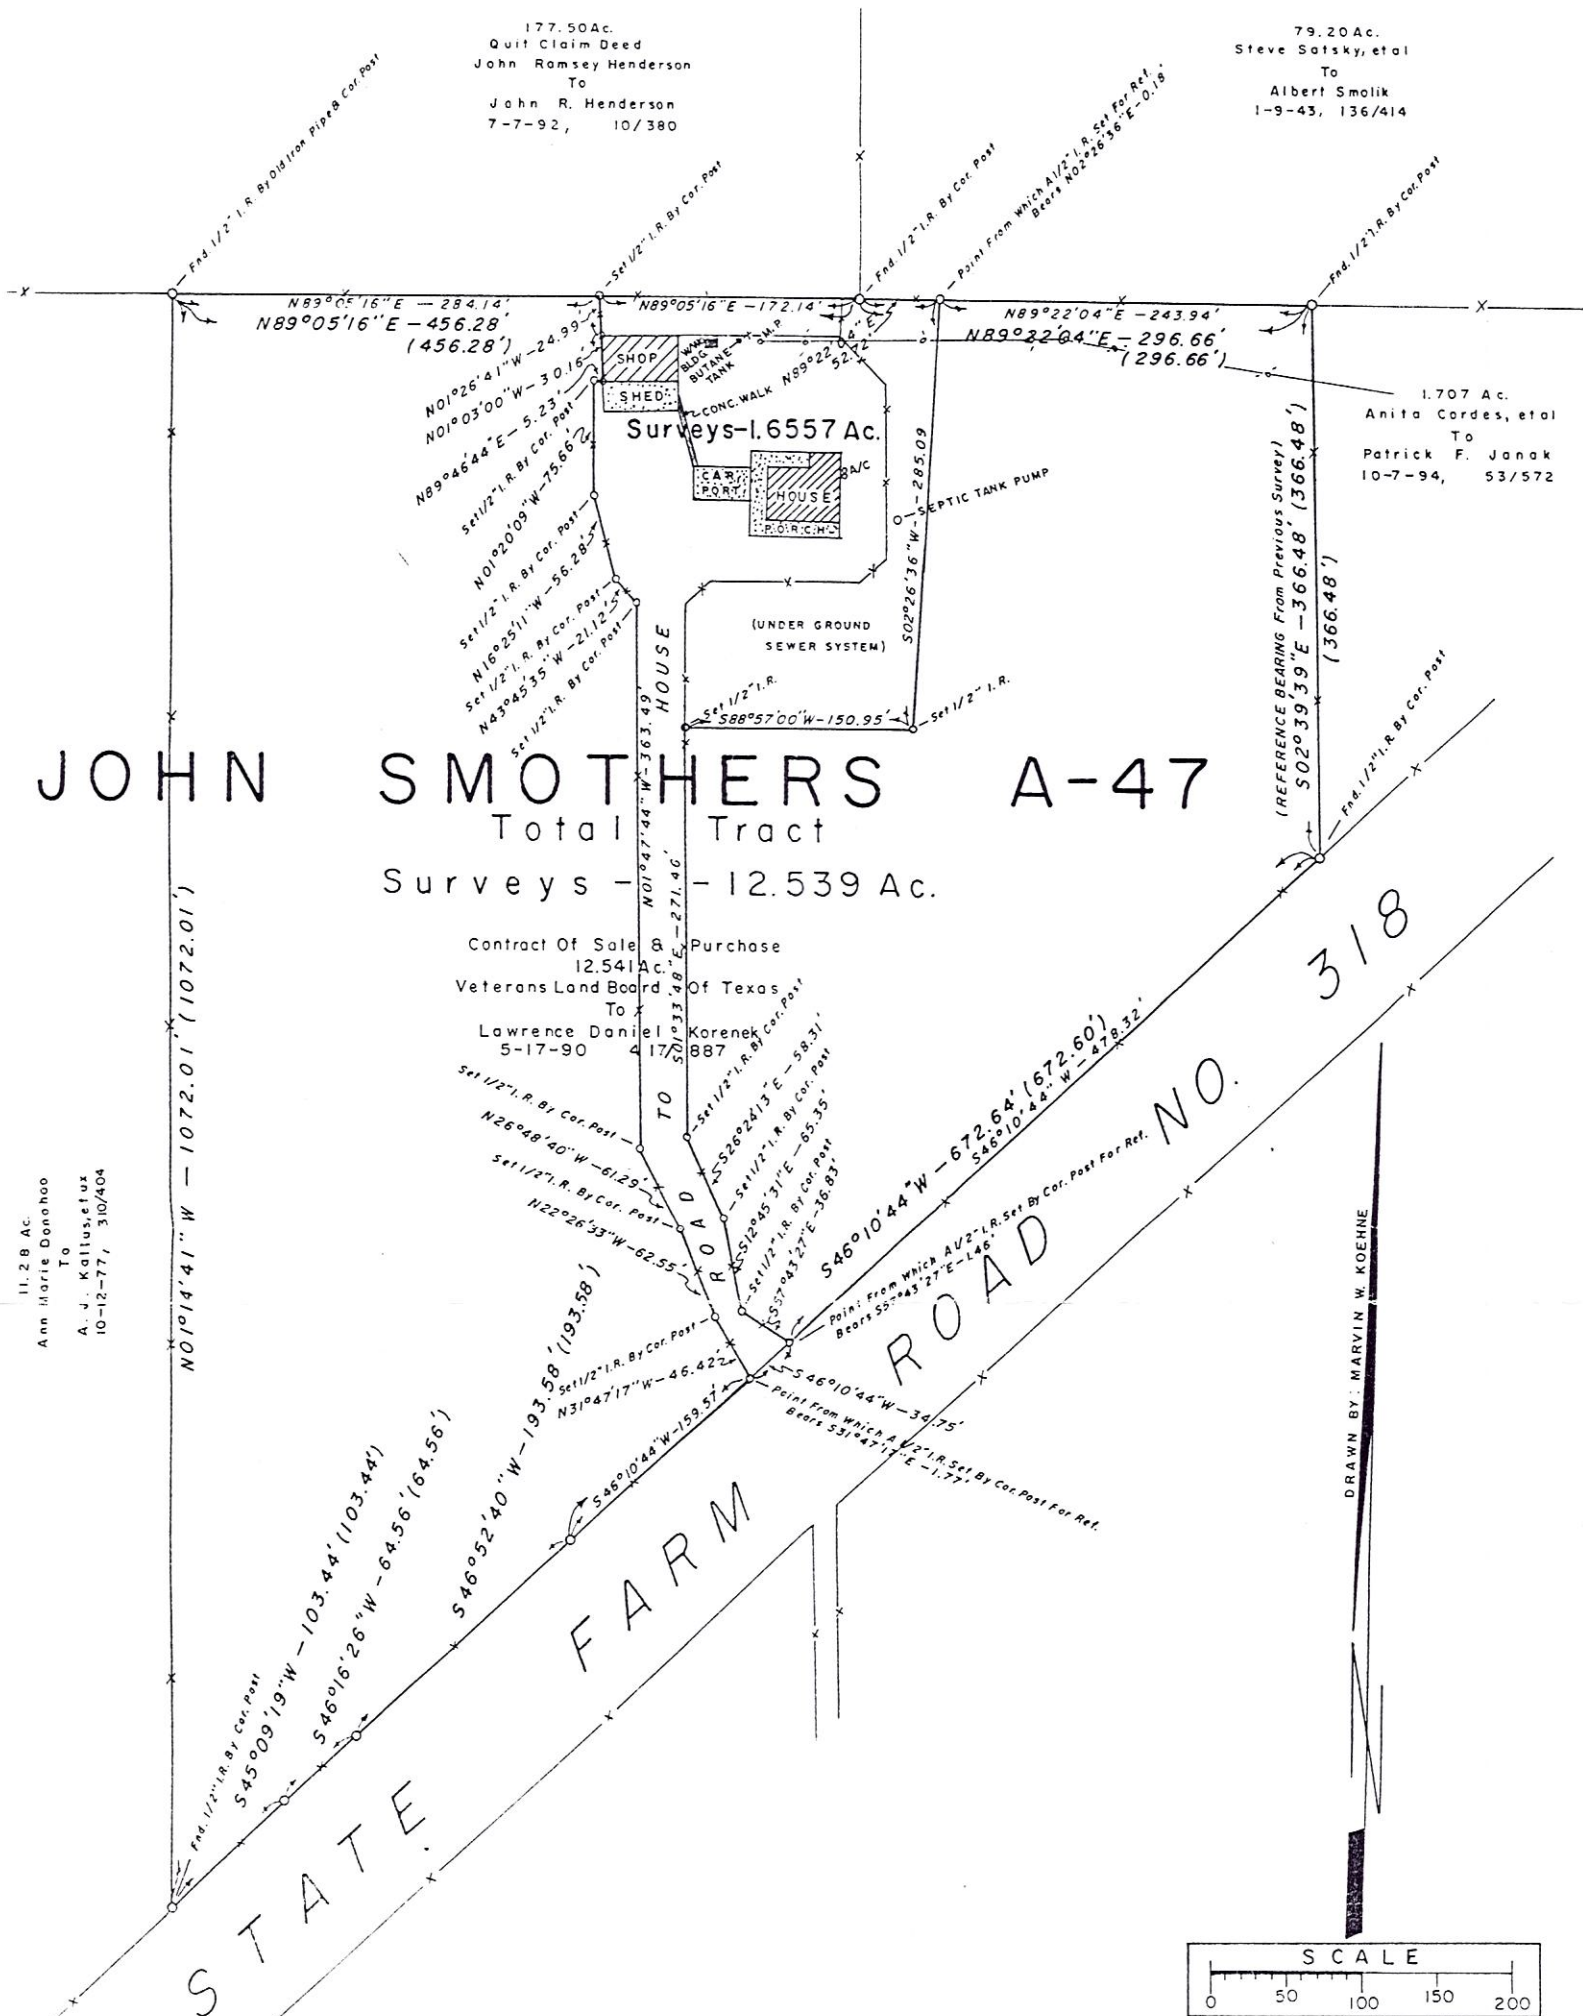 177.50Ac.
Quit Claim Deed
John Ramsey Henderson
To
John R. Henderson
7-7-92, 10/380
79.20 Ac.
Steve Satsky, et al
To
Albert Smolik
1-9-43, 136/414
Fnd. 1/2" I.R. By Old Iron Pipe & Cor. Post
Set 1/2" I.R. By Cor. Post
Fnd. 1/2" I.R. By Cor. Post
Point From Which A 1/2" I.R. Set For Ref.
Bears N02°26'36"E-0.18'
Fnd. 1/2" I.R. By Cor. Post
N89°05'16"E-284.14'
N89°05'16"E-456.28'
(456.28')
N89°05'16"E-172.14'
N89°22'04"E-243.94'
N89°22'04"E-296.66'
(296.66')
N89°22'04"E
52.72'
N01°26'41"W-24.99'
N01°03'00"W-30.16'
N89°46'44"E-5.23'
Set 1/2" I.R. By Cor. Post
N01°20'09"W-75.66'
Set 1/2" I.R. By Cor. Post
N16°25'11"W-56.28'
Set 1/2" I.R. By Cor. Post
N43°45'35"W-21.12'
Set 1/2" I.R. By Cor. Post
SHOP
SHED
W.W.
BLDG.
BUTANE
TANK
M.P.
CONC. WALK
Surveys-1.6557 Ac.
CAR
PORT
HOUSE
PORCH
A/C
SEPTIC TANK PUMP
S02°26'36"W-285.09
1.707 Ac.
Anita Cordes, et al
To
Patrick F. Janak
10-7-94, 53/572
(REFERENCE BEARING From Previous Survey)
S02°39'39"E-366.48' (366.48')
(366.48')
(UNDER GROUND
SEWER SYSTEM)
Set 1/2" I.R.
S88°57'00"W-150.95'
Set 1/2" I.R.
Fnd. 1/2" I.R. By Cor. Post
HOUSE
TO
ROAD
N01°47'44"W-363.49'
S01°33'48"E-271.46'
JOHN SMOTHERS A-47
Total Tract
Surveys - - 12.539 Ac.
Contract Of Sale & Purchase
12.541 Ac.
Veterans Land Board Of Texas
To
Lawrence Daniel Korenek
5-17-90 417/887
N01°14'41"W-1072.01' (1072.01')
11.28 Ac.
Ann Marie Donohoo
To
A. J. Kallus, et ux
10-12-77, 310/404
Set 1/2" I.R. By Cor. Post
N26°48'40"W-61.29'
Set 1/2" I.R. By Cor. Post
N22°26'33"W-62.55'
Set 1/2" I.R. By Cor. Post
N31°47'17"W-46.42'
Set 1/2" I.R. By Cor. Post
S26°24'13"E-58.31'
Set 1/2" I.R. By Cor. Post
S12°45'31"E-65.35'
Set 1/2" I.R. By Cor. Post
S57°43'27"E-36.83'
S46°10'44"W-672.64' (672.60')
S46°10'44"W-478.32'
Point From Which A 1/2" I.R. Set By Cor. Post For Ref.
Bears S57°43'27"E-1.46'
S46°10'44"W-34.75'
Point From Which A 1/2" I.R. Set By Cor. Post For Ref.
Bears S31°47'17"E-1.77'
S46°10'44"W-159.57'
S46°52'40"W-193.58' (193.58')
S46°16'26"W-64.56' (64.56')
S45°09'19"W-103.44' (103.44')
Fnd. 1/2" I.R. By Cor. Post
STATE FARM ROAD NO. 318
DRAWN BY: MARVIN W. KOEHNE
N
SCALE
0 50 100 150 200